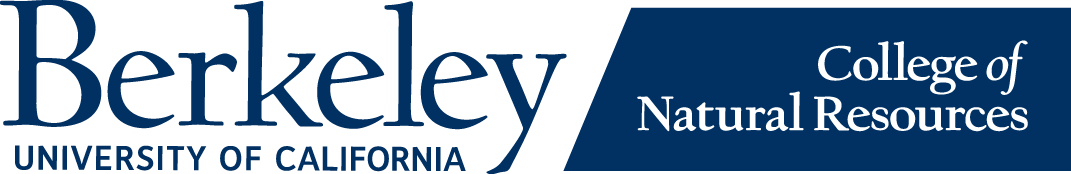 Berkeley
UNIVERSITY OF CALIFORNIA
College of
Natural Resources